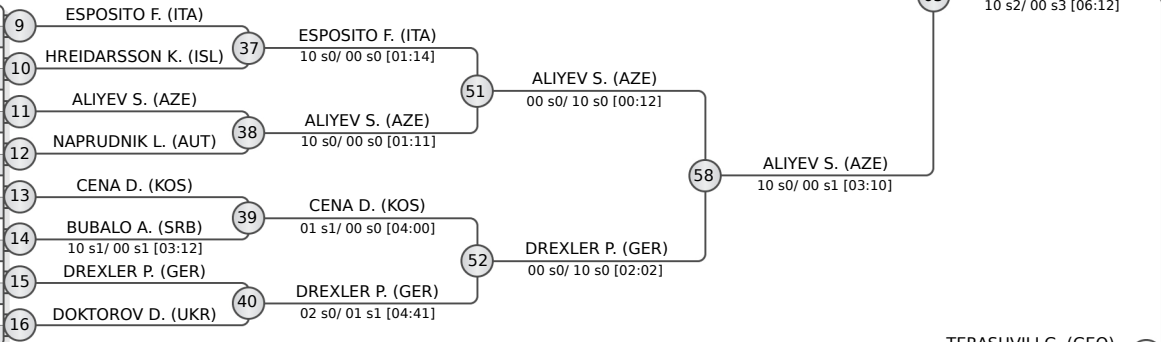 10 s2/ 00 s3 [06:12]
9
ESPOSITO F. (ITA)
10
HREIDARSSON K. (ISL)
37
ESPOSITO F. (ITA)
10 s0/ 00 s0 [01:14]
11
ALIYEV S. (AZE)
12
NAPRUDNIK L. (AUT)
38
ALIYEV S. (AZE)
10 s0/ 00 s0 [01:11]
51
ALIYEV S. (AZE)
00 s0/ 10 s0 [00:12]
13
CENA D. (KOS)
14
BUBALO A. (SRB)
10 s1/ 00 s1 [03:12]
39
CENA D. (KOS)
01 s1/ 00 s0 [04:00]
15
DREXLER P. (GER)
16
DOKTOROV D. (UKR)
40
DREXLER P. (GER)
02 s0/ 01 s1 [04:41]
52
DREXLER P. (GER)
00 s0/ 10 s0 [02:02]
58
ALIYEV S. (AZE)
10 s0/ 00 s1 [03:10]